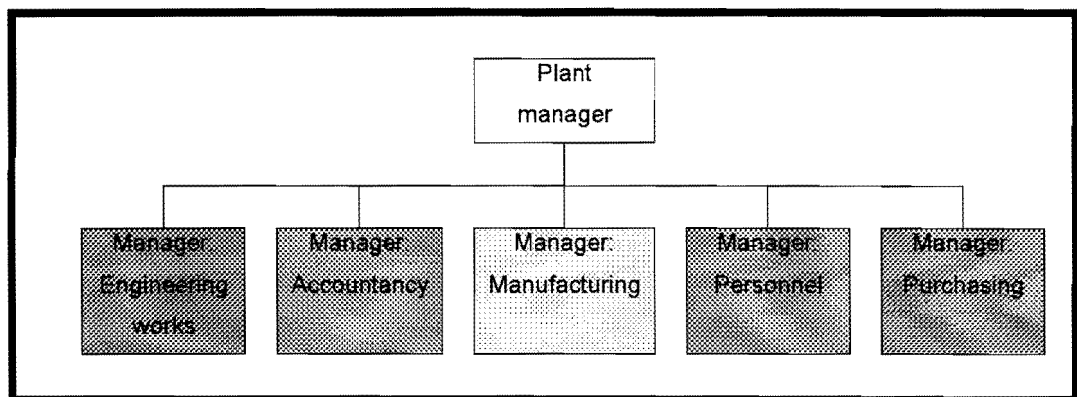 Plant
manager
Manager:
Engineering
works
Manager:
Accountancy
Manager:
Manufacturing
Manager:
Personnel
Manager:
Purchasing